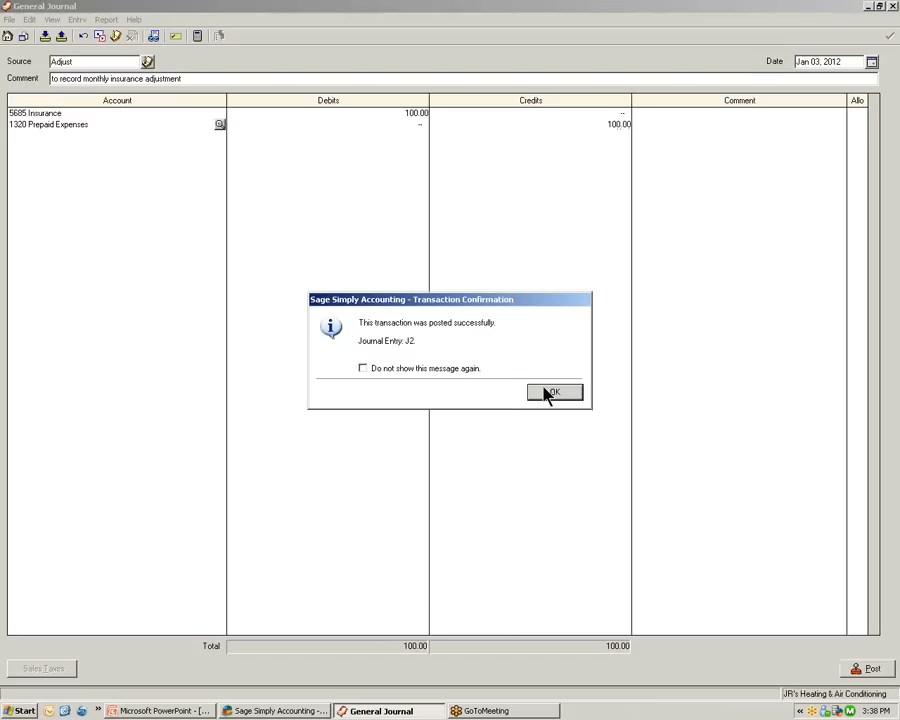 General Journal
File Edit View Entry Report Help
Source Adjust Date Jan 03, 2012
Comment to record monthly insurance adjustment
Account Debits Credits Comment Allo
5685 Insurance 100.00 --
1320 Prepaid Expenses -- 100.00
Sage Simply Accounting - Transaction Confirmation
This transaction was posted successfully.
Journal Entry: J2.
Do not show this message again.
OK
Total 100.00 100.00
Sales Taxes Post
JR's Heating & Air Conditioning
Start » Microsoft PowerPoint - [... Sage Simply Accounting -... General Journal GoToMeeting « 3:38 PM